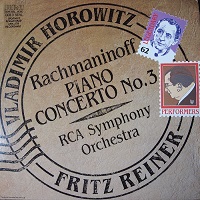 VLADIMIR HOROWITZ
Rachmaninoff
PIANO
CONCERTO No. 3
RCA Symphony
Orchestra
FRITZ REINER
62
PERFORMERS